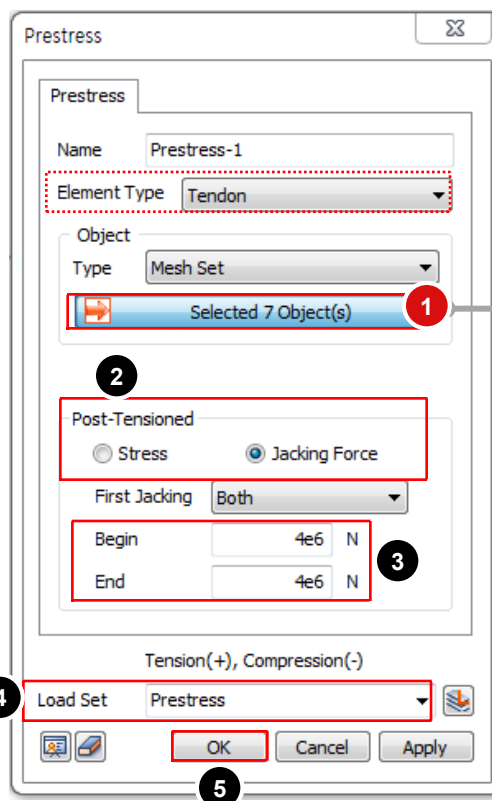 Prestress
Prestress
Name Prestress-1
Element Type Tendon
Object
Type Mesh Set
Selected 7 Object(s) 1
2
Post-Tensioned
Stress Jacking Force
First Jacking Both
Begin 4e6 N
3
End 4e6 N
Tension(+), Compression(-)
4 Load Set Prestress
OK Cancel Apply
5